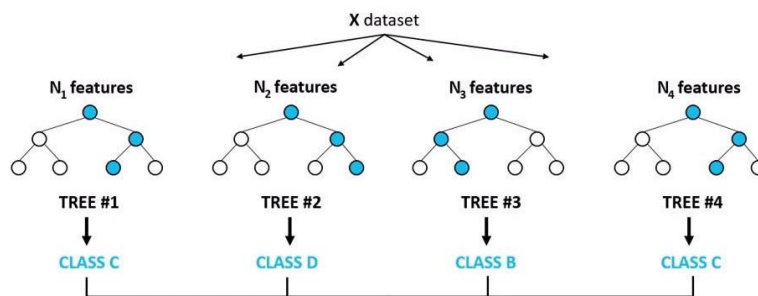 X dataset
N₁ features N₂ features N₃ features N₄ features
TREE #1 TREE #2 TREE #3 TREE #4
CLASS C CLASS D CLASS B CLASS C